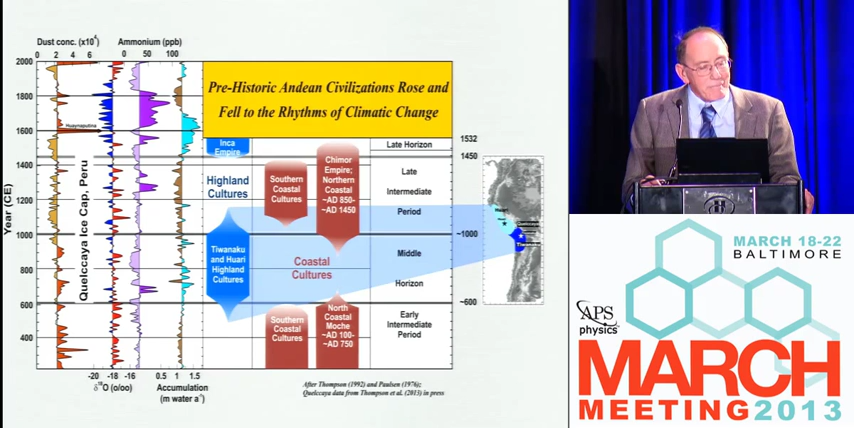 Dust conc. (x10⁴)
Ammonium (ppb)
0 2 4 6
0 50 100
Year (CE)
2000
1800
1600
1400
1200
1000
800
600
400
Quelccaya Ice Cap, Peru
Huaynaputina
Pre-Historic Andean Civilizations Rose and
Fell to the Rhythms of Climatic Change
Inca
Empire
Highland
Cultures
Tiwanaku
and Huari
Highland
Cultures
Southern
Coastal
Cultures
Chimor
Empire;
Northern
Coastal
~AD 850-
~AD 1450
Coastal
Cultures
Southern
Coastal
Cultures
North
Coastal
Moche
~AD 100-
~AD 750
Late Horizon
Late
Intermediate
Period
Middle
Horizon
Early
Intermediate
Period
1532
1450
~1000
~600
-20 -18 -16
0.5 1 1.5
δ¹⁸O (o/oo)
Accumulation
(m water a⁻¹)
After Thompson (1992) and Paulsen (1976);
Quelccaya data from Thompson et al. (2013) in press
MARCH 18-22
BALTIMORE
APS
physics
MARCH
MEETING 2013